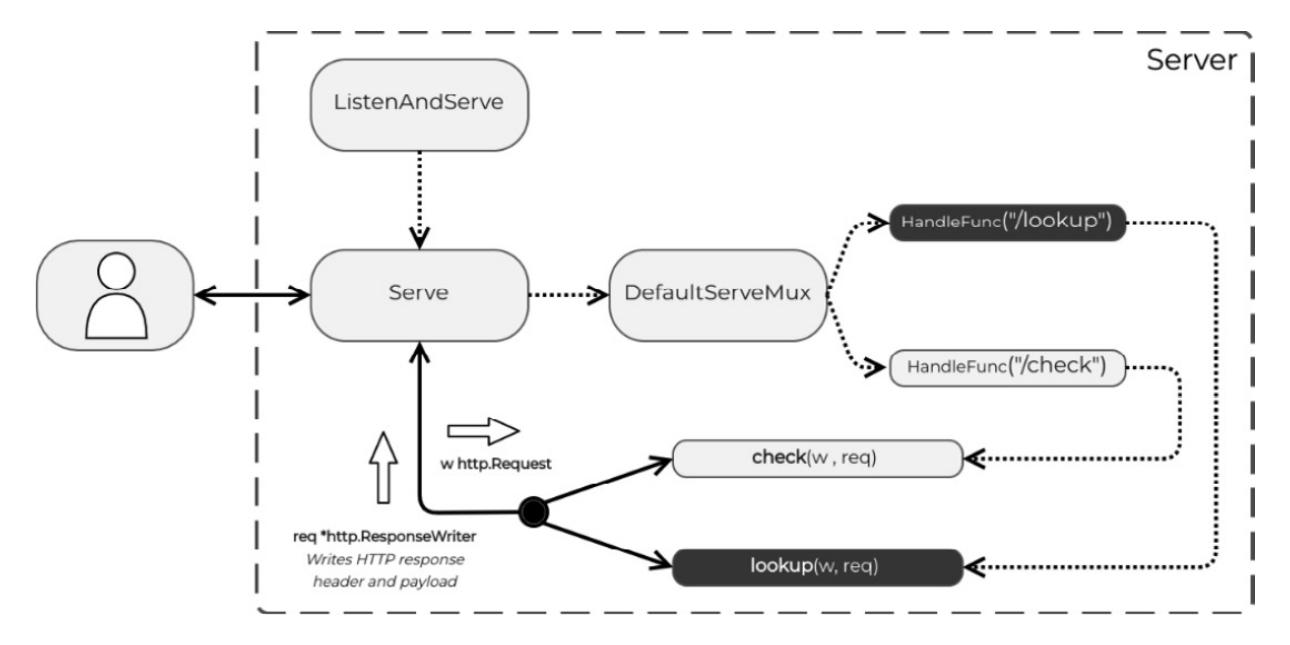 Server
ListenAndServe
HandleFunc("/lookup")
Serve
DefaultServeMux
HandleFunc("/check")
w http.Request
check(w , req)
req *http.ResponseWriter
Writes HTTP response
header and payload
lookup(w, req)